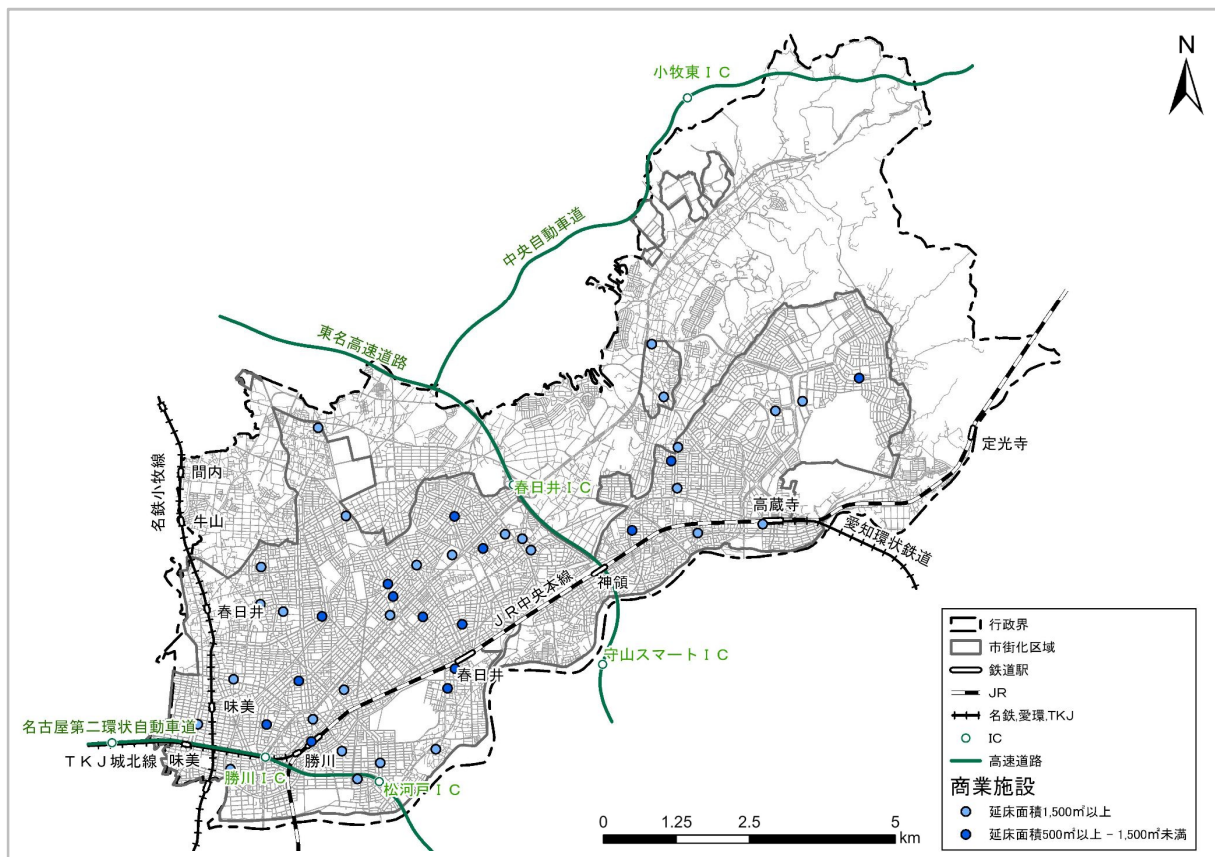 N
小牧東ＩＣ
中央自動車道
東名高速道路
名鉄小牧線
間内
牛山
春日井ＩＣ
定光寺
高蔵寺
愛知環状鉄道
神領
JR中央本線
春日井
守山スマートＩＣ
春日井
味美
名古屋第二環状自動車道
ＴＫＪ城北線
味美
勝川ＩＣ
勝川
松河戸ＩＣ
0 1.25 2.5 5
km
行政界
市街化区域
鉄道駅
JR
名鉄,愛環,TKJ
IC
高速道路
商業施設
延床面積1,500㎡以上
延床面積500㎡以上 － 1,500㎡未満